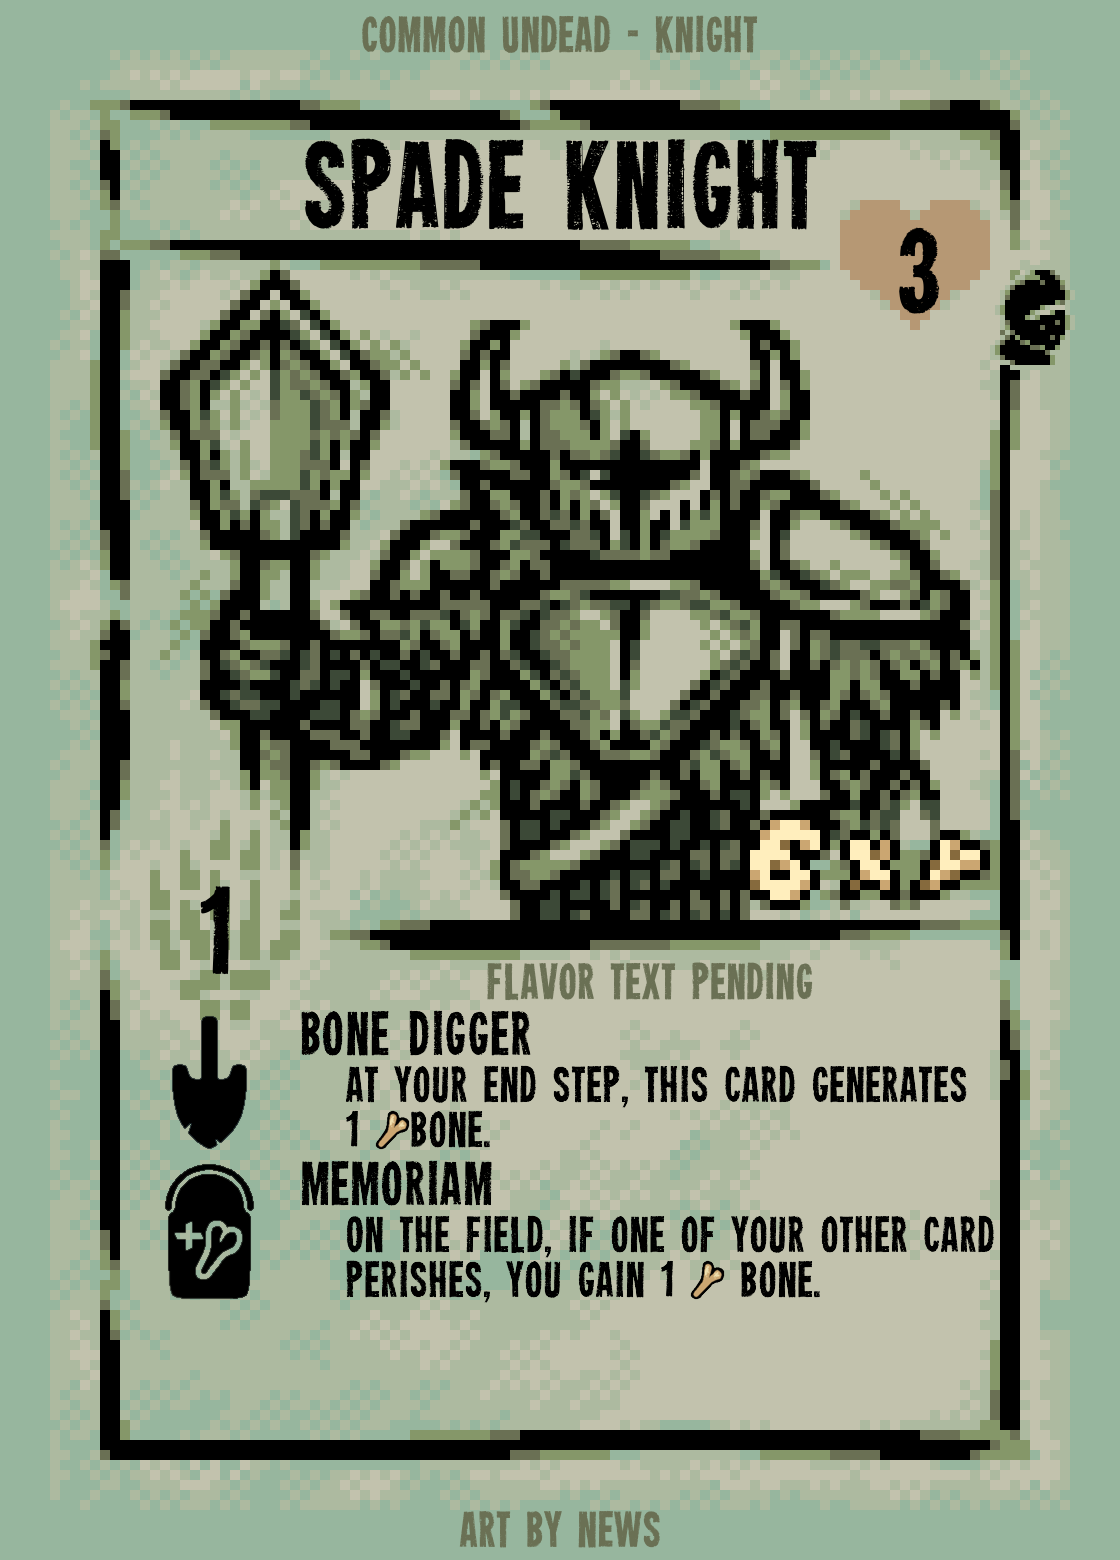 COMMON UNDEAD - KNIGHT
SPADE KNIGHT
3
6 X
1
FLAVOR TEXT PENDING
BONE DIGGER
AT YOUR END STEP, THIS CARD GENERATES
1 BONE.
MEMORIAM
+
ON THE FIELD, IF ONE OF YOUR OTHER CARD
PERISHES, YOU GAIN 1 BONE.
ART BY NEWS